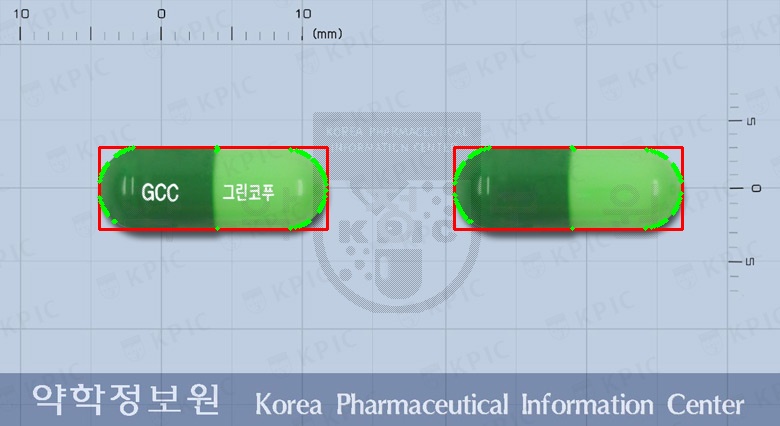 10 0 10 (mm)
KOREA PHARMACEUTICAL
INFORMATION CENTER
GCC 그린코푸
KPIC
5
0
5
약학정보원 Korea Pharmaceutical Information Center